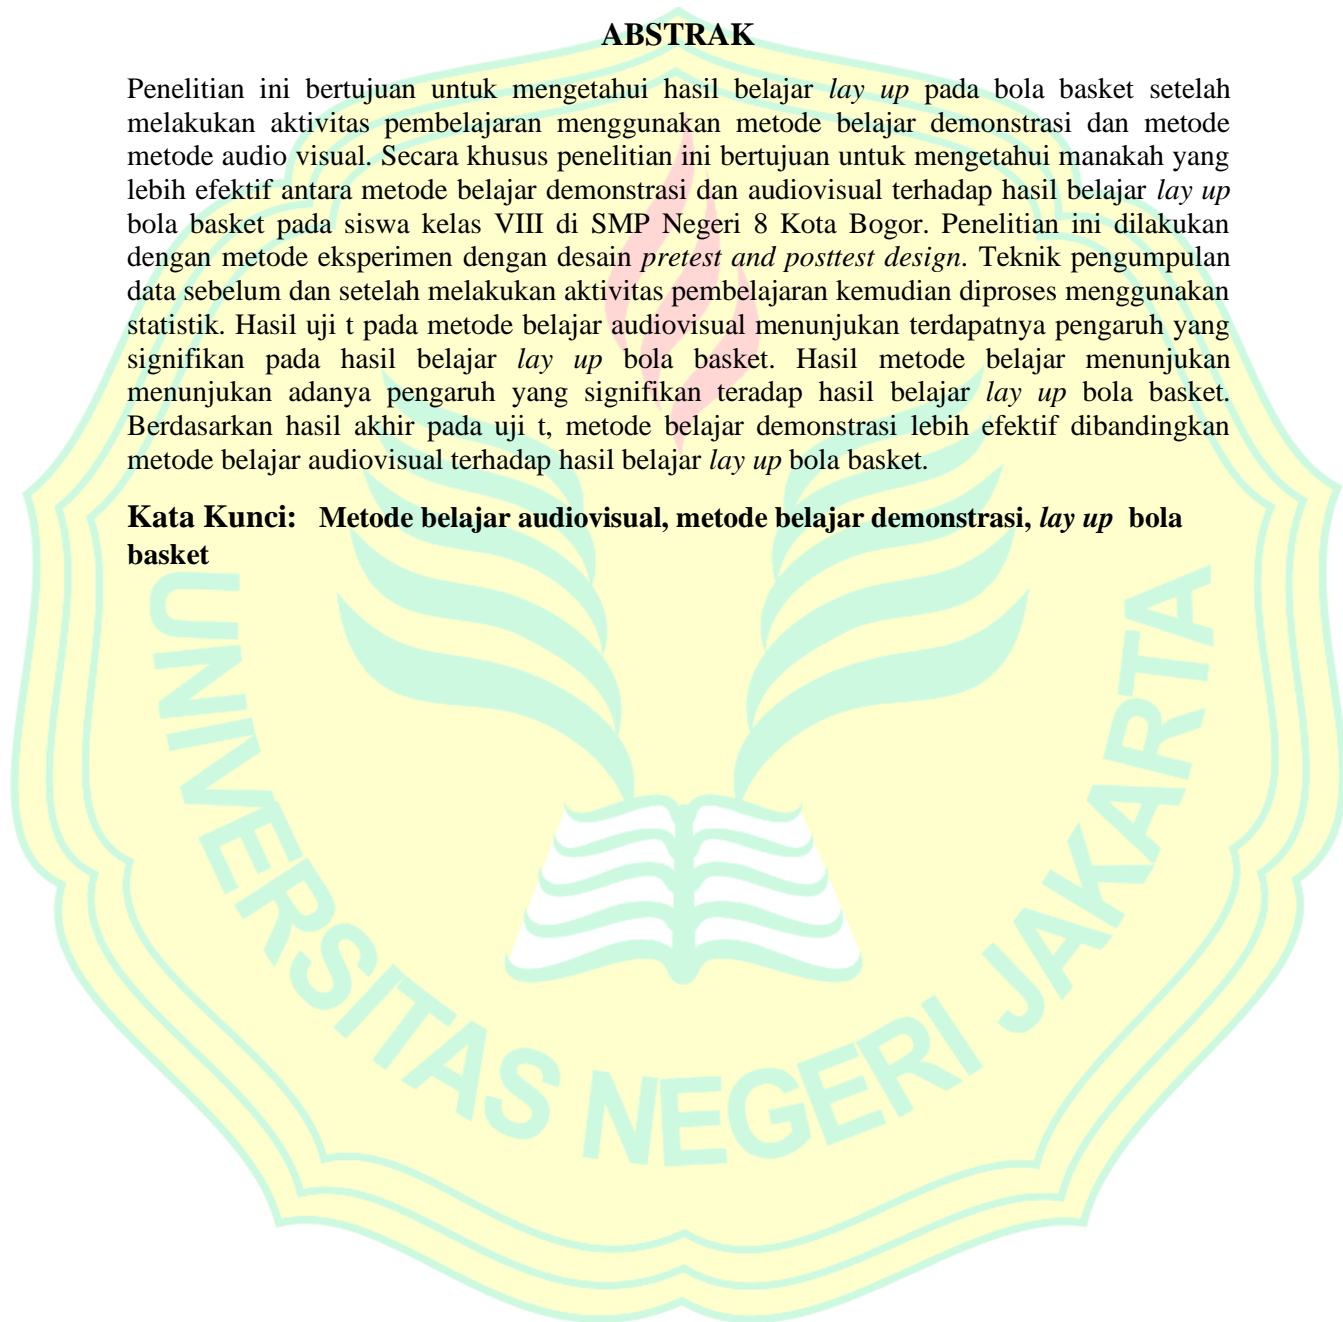 ABSTRAK
Penelitian ini bertujuan untuk mengetahui hasil belajar lay up pada bola basket setelah
melakukan aktivitas pembelajaran menggunakan metode belajar demonstrasi dan metode
metode audio visual. Secara khusus penelitian ini bertujuan untuk mengetahui manakah yang
lebih efektif antara metode belajar demonstrasi dan audiovisual terhadap hasil belajar lay up
bola basket pada siswa kelas VIII di SMP Negeri 8 Kota Bogor. Penelitian ini dilakukan
dengan metode eksperimen dengan desain pretest and posttest design. Teknik pengumpulan
data sebelum dan setelah melakukan aktivitas pembelajaran kemudian diproses menggunakan
statistik. Hasil uji t pada metode belajar audiovisual menunjukan terdapatnya pengaruh yang
signifikan pada hasil belajar lay up bola basket. Hasil metode belajar menunjukan
menunjukan adanya pengaruh yang signifikan teradap hasil belajar lay up bola basket.
Berdasarkan hasil akhir pada uji t, metode belajar demonstrasi lebih efektif dibandingkan
metode belajar audiovisual terhadap hasil belajar lay up bola basket.
Kata Kunci: Metode belajar audiovisual, metode belajar demonstrasi, lay up bola
basket
UNIVERSITAS NEGERI JAKARTA